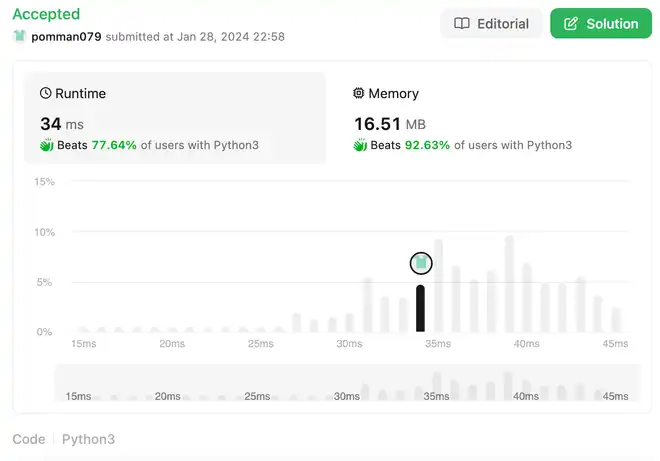 Accepted
pomman079 submitted at Jan 28, 2024 22:58
Editorial
Solution
Runtime
34 ms
Beats 77.64% of users with Python3
Memory
16.51 MB
Beats 92.63% of users with Python3
15%
10%
5%
0%
15ms 20ms 25ms 30ms 35ms 40ms 45ms
15ms 20ms 25ms 30ms 35ms 40ms 45ms
Code | Python3